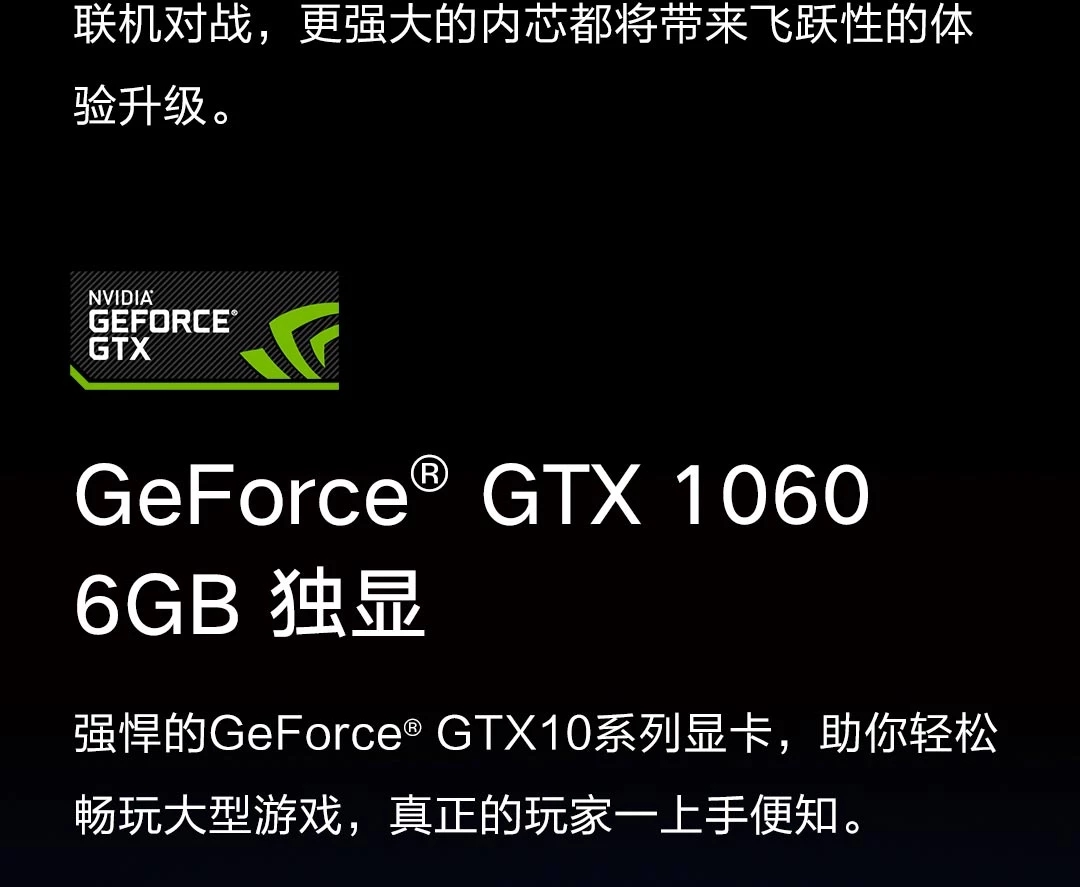 联机对战，更强大的内芯都将带来飞跃性的体
验升级。
NVIDIA
GEFORCE®
GTX
GeForce® GTX 1060
6GB 独显
强悍的GeForce® GTX10系列显卡，助你轻松
畅玩大型游戏，真正的玩家一上手便知。